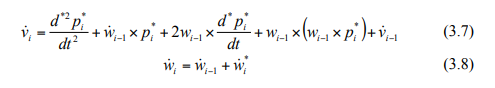 v̇ᵢ = d*²pᵢ*/dt² + ẇᵢ₋₁ × pᵢ* + 2wᵢ₋₁ × d*pᵢ*/dt + wᵢ₋₁ × (wᵢ₋₁ × pᵢ*) + v̇ᵢ₋₁ (3.7)
ẇᵢ = ẇᵢ₋₁ + ẇᵢ* (3.8)